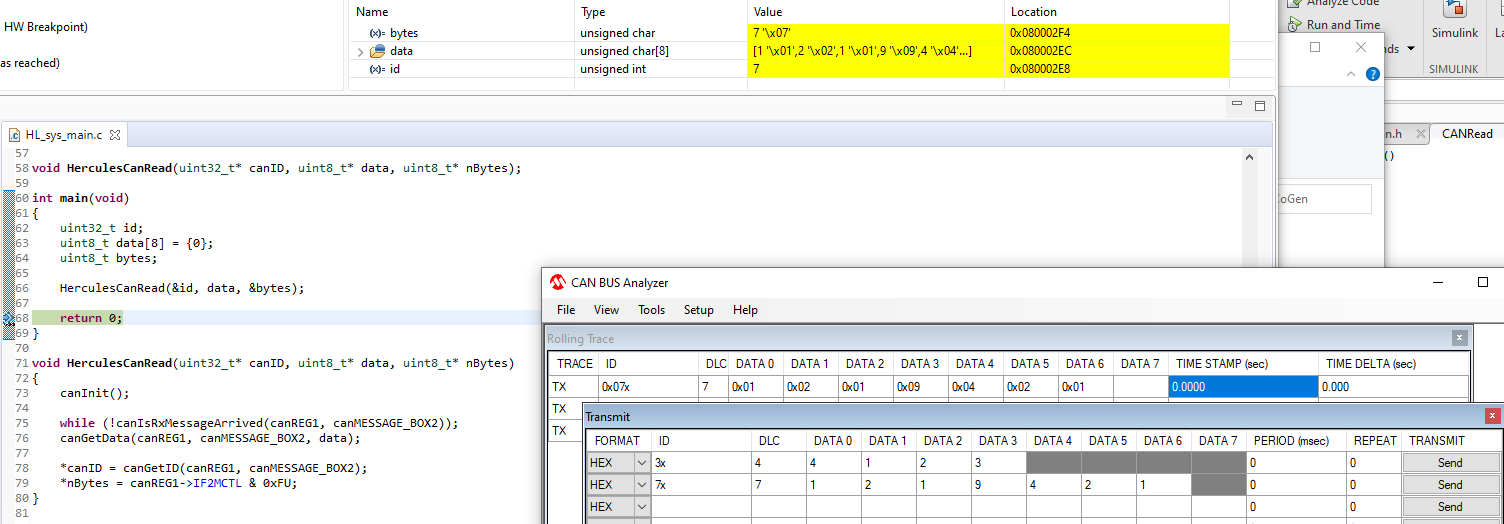 HW Breakpoint)
as reached)
Name Type Value Location
(x)= bytes unsigned char 7 '\x07' 0x080002F4
data unsigned char[8] [1 '\x01',2 '\x02',1 '\x01',9 '\x09',4 '\x04'...] 0x080002EC
(x)= id unsigned int 7 0x080002E8
Analyze Code
Run and Time
Simulink
SIMULINK
CANRead
()
HL_sys_main.c
57
58 void HerculesCanRead(uint32_t* canID, uint8_t* data, uint8_t* nBytes);
59
60 int main(void)
61 {
62 uint32_t id;
63 uint8_t data[8] = {0};
64 uint8_t bytes;
65
66 HerculesCanRead(&id, data, &bytes);
67
68 return 0;
69 }
70
71 void HerculesCanRead(uint32_t* canID, uint8_t* data, uint8_t* nBytes)
72 {
73 canInit();
74
75 while (!canIsRxMessageArrived(canREG1, canMESSAGE_BOX2));
76 canGetData(canREG1, canMESSAGE_BOX2, data);
77
78 *canID = canGetID(canREG1, canMESSAGE_BOX2);
79 *nBytes = canREG1->IF2MCTL & 0xFU;
80 }
81
CAN BUS Analyzer
File View Tools Setup Help
Rolling Trace
TRACE ID DLC DATA 0 DATA 1 DATA 2 DATA 3 DATA 4 DATA 5 DATA 6 DATA 7 TIME STAMP (sec) TIME DELTA (sec)
TX 0x07x 7 0x01 0x02 0x01 0x09 0x04 0x02 0x01 0.0000 0.000
TX
TX
Transmit
FORMAT ID DLC DATA 0 DATA 1 DATA 2 DATA 3 DATA 4 DATA 5 DATA 6 DATA 7 PERIOD (msec) REPEAT TRANSMIT
HEX 3x 4 4 1 2 3 0 0 Send
HEX 7x 7 1 2 1 9 4 2 1 0 0 Send
HEX 0 0 Send